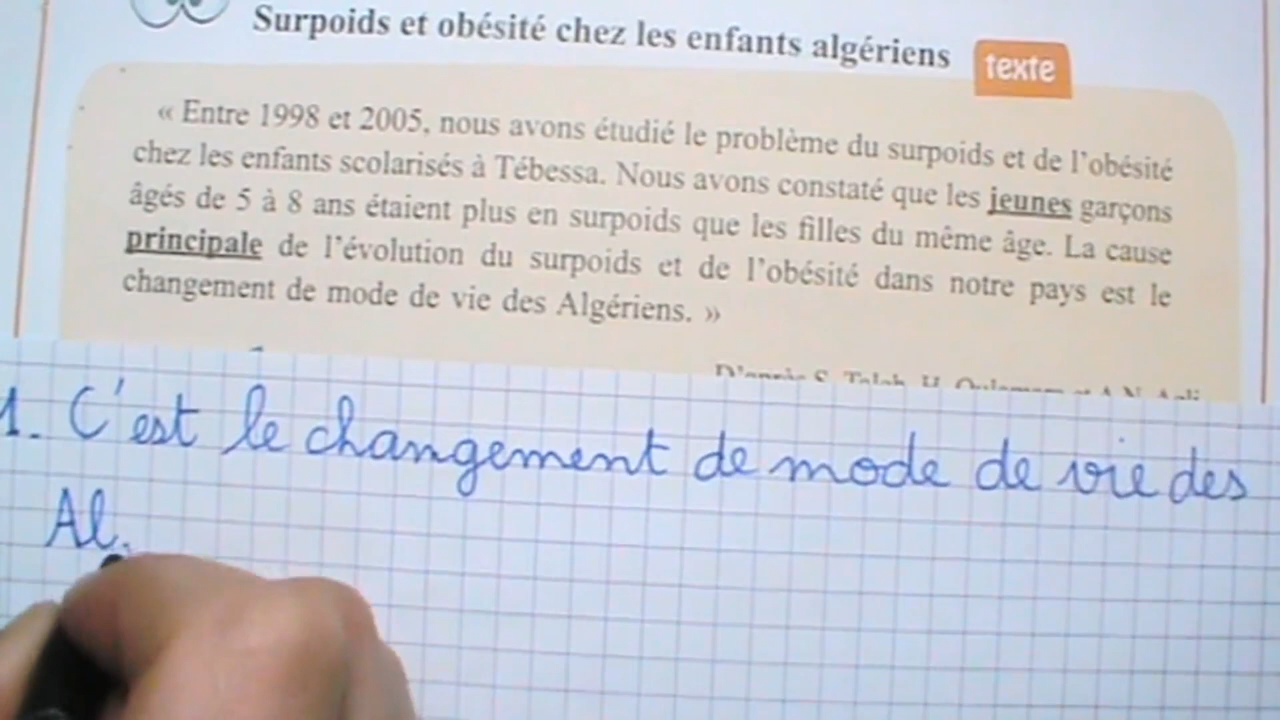 Surpoids et obésité chez les enfants algériens
texte
« Entre 1998 et 2005, nous avons étudié le problème du surpoids et de l'obésité
chez les enfants scolarisés à Tébessa. Nous avons constaté que les jeunes garçons
âgés de 5 à 8 ans étaient plus en surpoids que les filles du même âge. La cause
principale de l'évolution du surpoids et de l'obésité dans notre pays est le
changement de mode de vie des Algériens. »
D'après S. Taleb, H.
1. C'est le changement de mode de vie des
Al